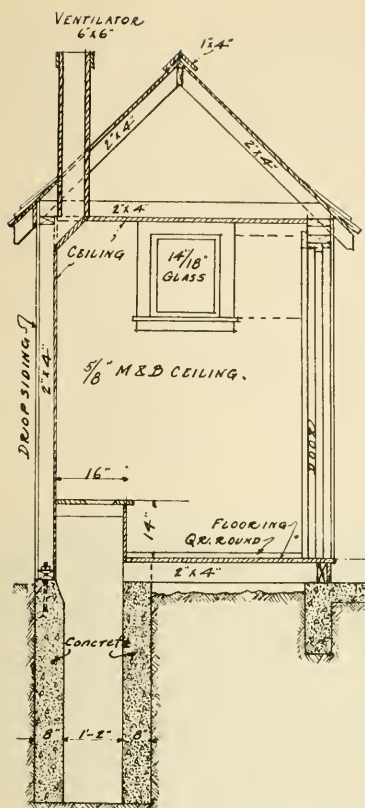 VENTILATOR
6"X6"
1"X4"
2"X4"
2"X4"
2"X4"
CEILING
14/18"
GLASS
DROP SIDING
2"X4"
5/8" M & B CEILING.
DOOR
16"
14"
FLOORING
QR. ROUND
2"X4"
CONCRETE
8"
1'-2"
8"